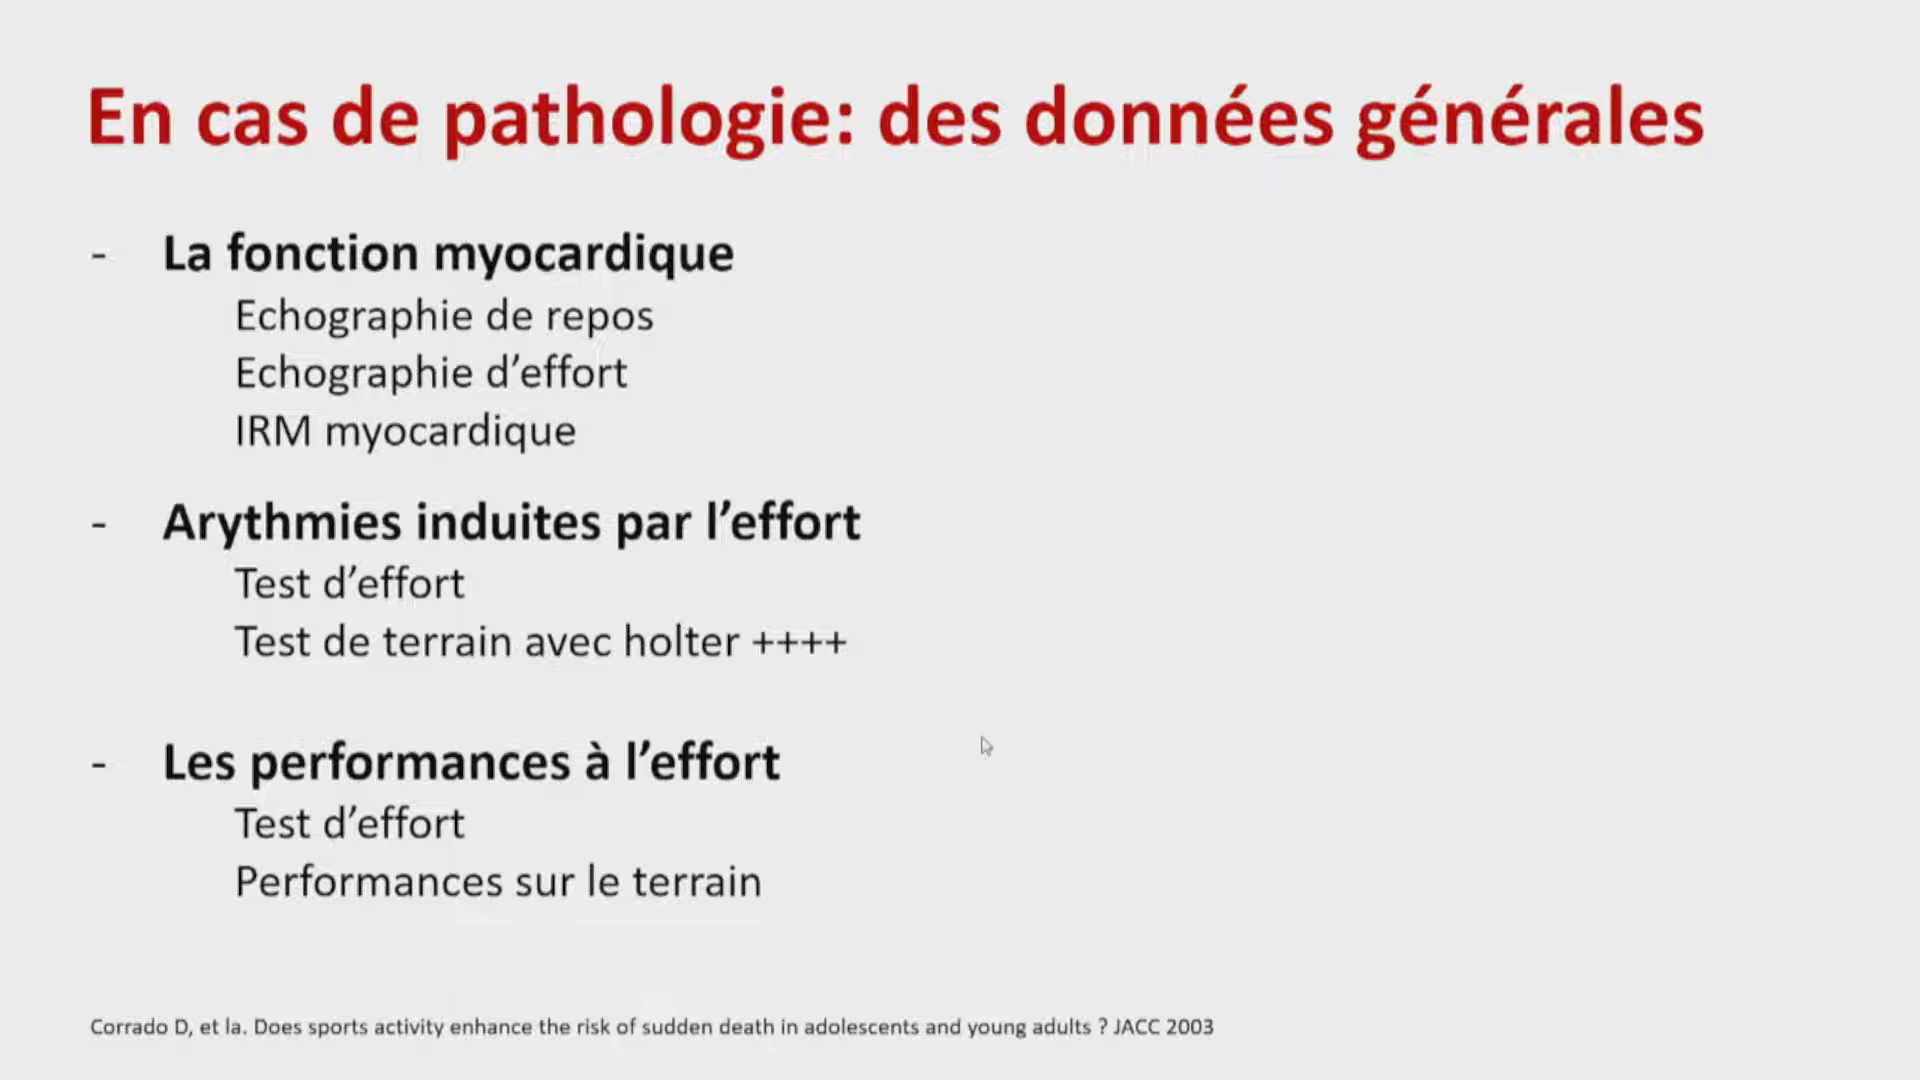 En cas de pathologie: des données générales
- La fonction myocardique
Echographie de repos
Echographie d’effort
IRM myocardique
- Arythmies induites par l’effort
Test d’effort
Test de terrain avec holter ++++
- Les performances à l’effort
Test d’effort
Performances sur le terrain
Corrado D, et la. Does sports activity enhance the risk of sudden death in adolescents and young adults ? JACC 2003